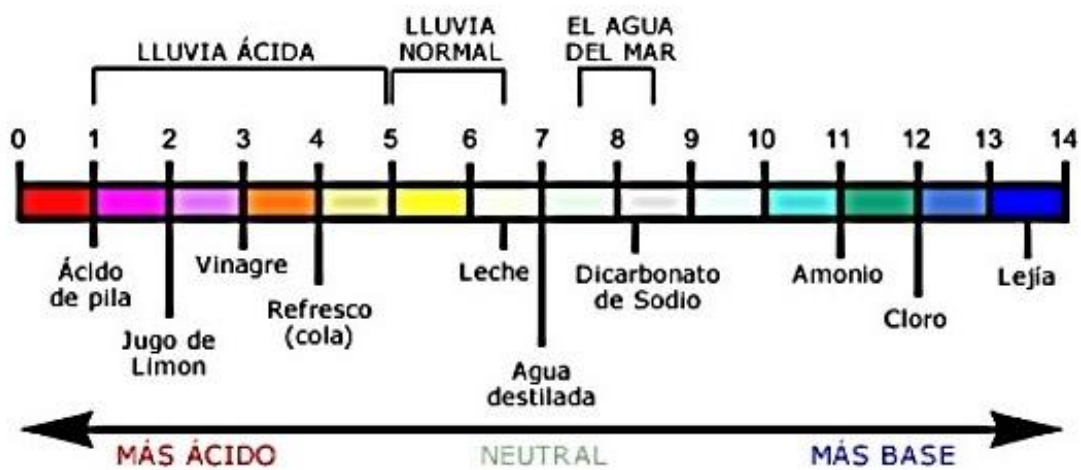 LLUVIA ÁCIDA
LLUVIA
NORMAL
EL AGUA
DEL MAR
0 1 2 3 4 5 6 7 8 9 10 11 12 13 14
Ácido
de pila
Jugo de
Limon
Vinagre
Refresco
(cola)
Leche
Agua
destilada
Dicarbonato
de Sodio
Amonio
Cloro
Lejía
MÁS ÁCIDO
NEUTRAL
MÁS BASE